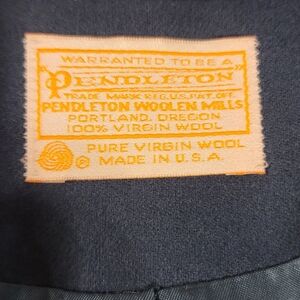 WARRANTED TO BE A
"PENDLETON"
TRADE MARK REG. U.S. PAT. OFF.
PENDLETON WOOLEN MILLS
PORTLAND, OREGON
100% VIRGIN WOOL
PURE VIRGIN WOOL
® MADE IN U.S.A.